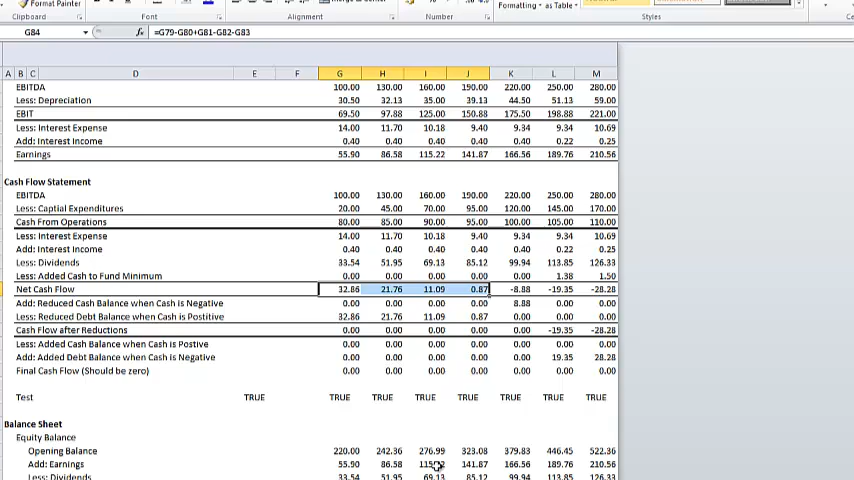 Format Painter
Formatting as Table Styles
Clipboard Font Alignment Number Styles
G84 fx =G79-G80+G81-G82-G83
A B C D E F G H I J K L M
EBITDA 100.00 130.00 160.00 190.00 220.00 250.00 280.00
Less: Depreciation 30.50 32.13 35.00 39.13 44.50 51.13 59.00
EBIT 69.50 97.88 125.00 150.88 175.50 198.88 221.00
Less: Interest Expense 14.00 11.70 10.18 9.40 9.34 9.34 10.69
Add: Interest Income 0.40 0.40 0.40 0.40 0.40 0.22 0.25
Earnings 55.90 86.58 115.22 141.87 166.56 189.76 210.56
Cash Flow Statement
EBITDA 100.00 130.00 160.00 190.00 220.00 250.00 280.00
Less: Captial Expenditures 20.00 45.00 70.00 95.00 120.00 145.00 170.00
Cash From Operations 80.00 85.00 90.00 95.00 100.00 105.00 110.00
Less: Interest Expense 14.00 11.70 10.18 9.40 9.34 9.34 10.69
Add: Interest Income 0.40 0.40 0.40 0.40 0.40 0.22 0.25
Less: Dividends 33.54 51.95 69.13 85.12 99.94 113.85 126.33
Less: Added Cash to Fund Minimum 0.00 0.00 0.00 0.00 0.00 1.38 1.50
Net Cash Flow 32.86 21.76 11.09 0.87 -8.88 -19.35 -28.28
Add: Reduced Cash Balance when Cash is Negative 0.00 0.00 0.00 0.00 8.88 0.00 0.00
Less: Reduced Debt Balance when Cash is Postitive 32.86 21.76 11.09 0.87 0.00 0.00 0.00
Cash Flow after Reductions 0.00 0.00 0.00 0.00 0.00 -19.35 -28.28
Less: Added Cash Balance when Cash is Postive 0.00 0.00 0.00 0.00 0.00 0.00 0.00
Add: Added Debt Balance when Cash is Negative 0.00 0.00 0.00 0.00 0.00 19.35 28.28
Final Cash Flow (Should be zero) 0.00 0.00 0.00 0.00 0.00 0.00 0.00
Test TRUE TRUE TRUE TRUE TRUE TRUE TRUE TRUE
Balance Sheet
Equity Balance
Opening Balance 220.00 242.36 276.99 323.08 379.83 446.45 522.36
Add: Earnings 55.90 86.58 141.87 166.56 189.76 210.56
Less: Dividends 33.54 51.95 69.13 85.12 99.94 113.85 126.33